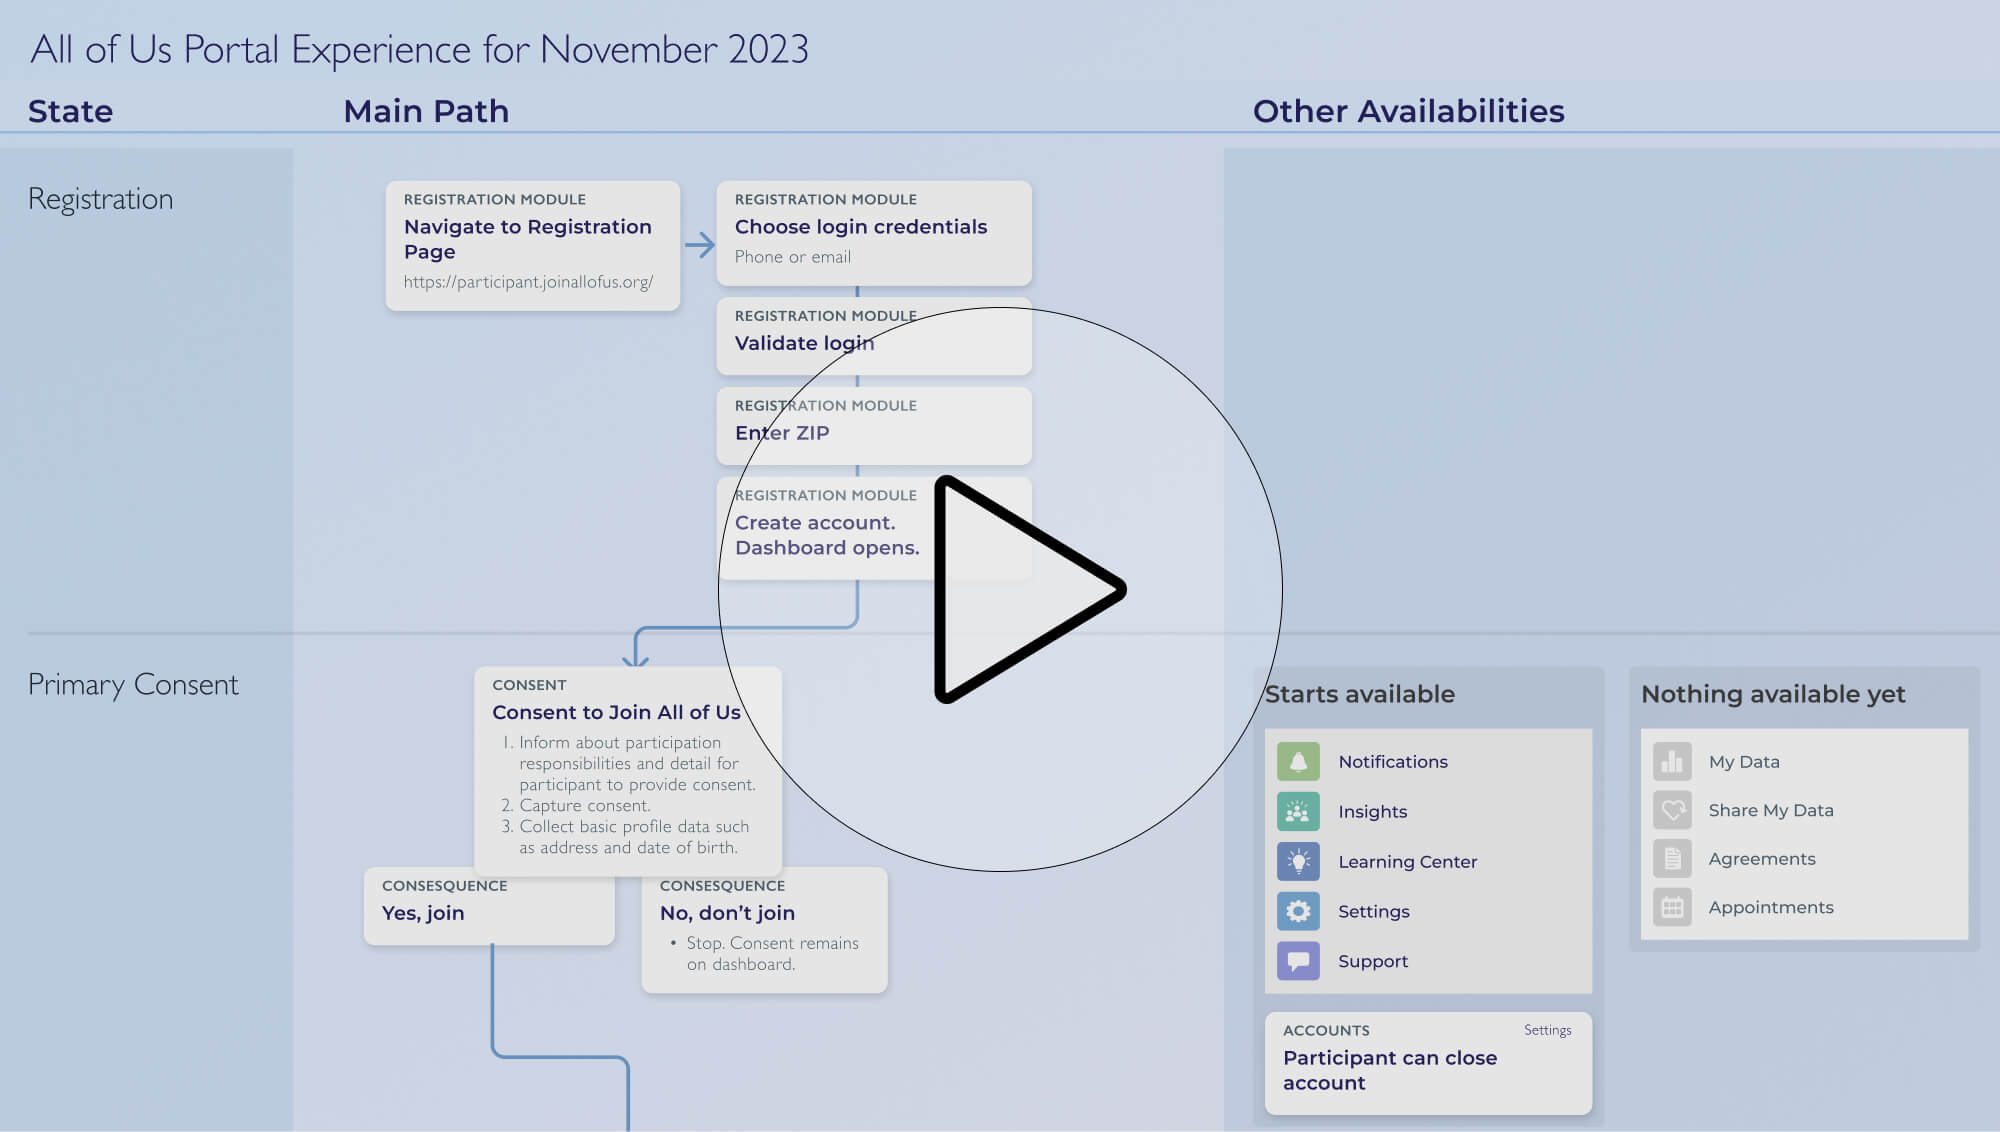 All of Us Portal Experience for November 2023
State
Main Path
Other Availabilities
Registration
REGISTRATION MODULE
Navigate to Registration
Page
https://participant.joinallofus.org/
REGISTRATION MODULE
Choose login credentials
Phone or email
REGISTRATION MODULE
Validate login
REGISTRATION MODULE
Enter ZIP
REGISTRATION MODULE
Create account.
Dashboard opens.
Primary Consent
CONSENT
Consent to Join All of Us
1. Inform about participation
responsibilities and detail for
participant to provide consent.
2. Capture consent.
3. Collect basic profile data such
as address and date of birth.
CONSESQUENCE
Yes, join
CONSESQUENCE
No, don’t join
• Stop. Consent remains
on dashboard.
Starts available
Notifications
Insights
Learning Center
Settings
Support
ACCOUNTS
Settings
Participant can close
account
Nothing available yet
My Data
Share My Data
Agreements
Appointments